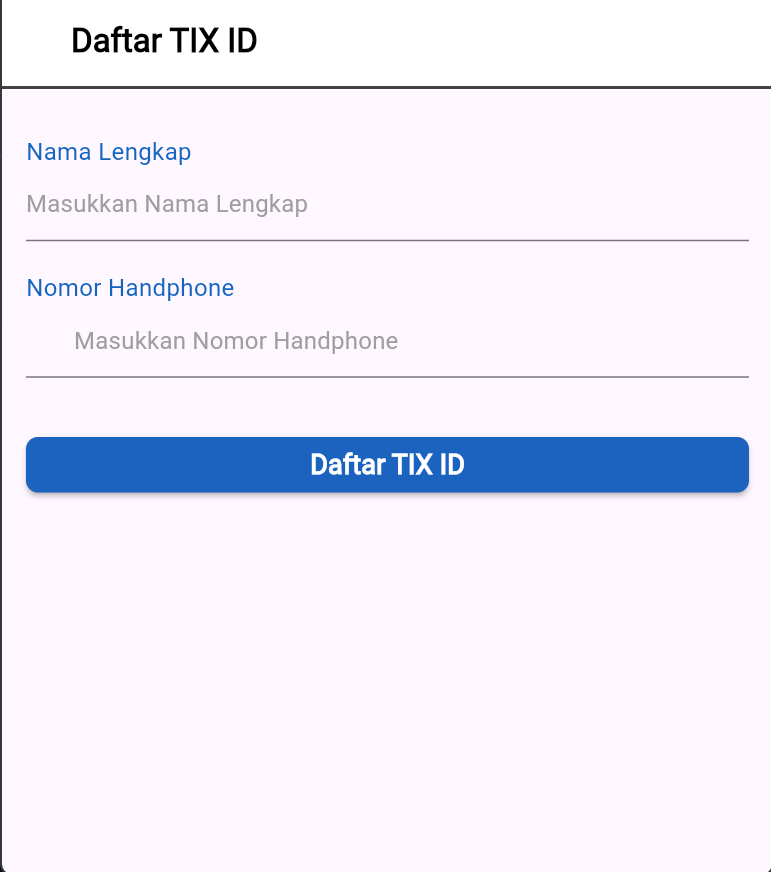 Daftar TIX ID
Nama Lengkap
Masukkan Nama Lengkap
Nomor Handphone
Masukkan Nomor Handphone
Daftar TIX ID